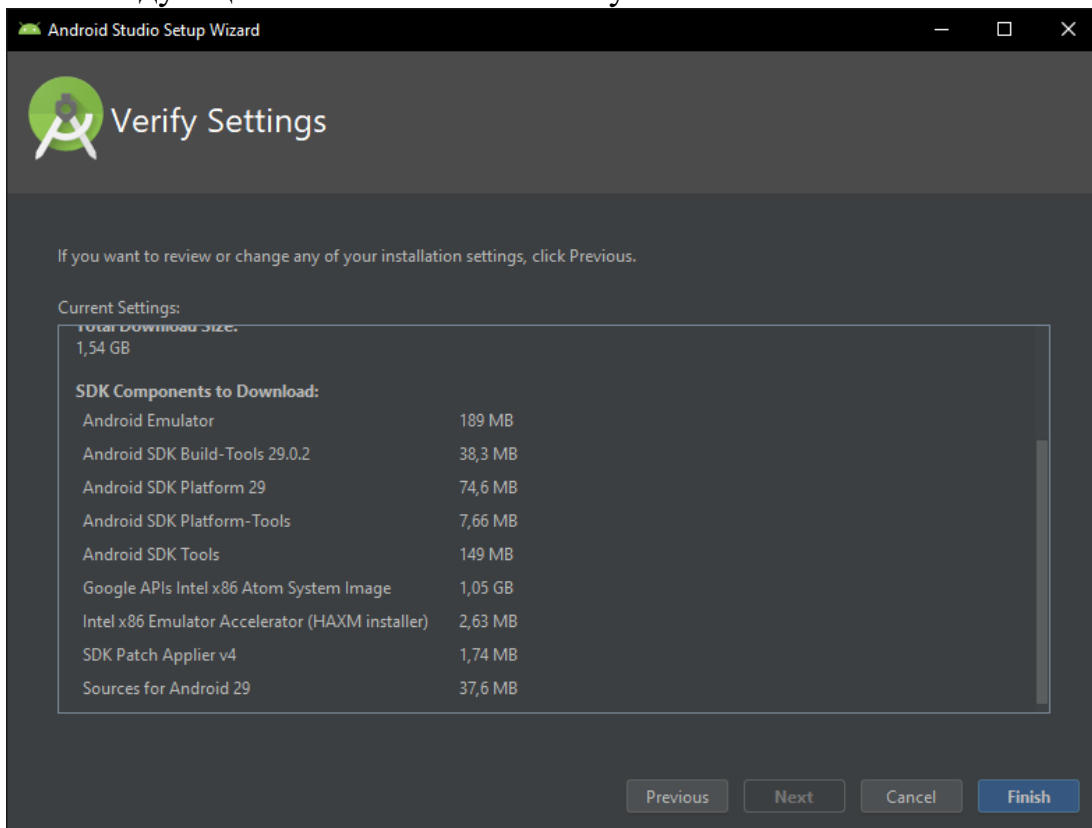 Android Studio Setup Wizard
Verify Settings
If you want to review or change any of your installation settings, click Previous.
Current Settings:
Total Download Size:
1,54 GB
SDK Components to Download:
Android Emulator 189 MB
Android SDK Build-Tools 29.0.2 38,3 MB
Android SDK Platform 29 74,6 MB
Android SDK Platform-Tools 7,66 MB
Android SDK Tools 149 MB
Google APIs Intel x86 Atom System Image 1,05 GB
Intel x86 Emulator Accelerator (HAXM installer) 2,63 MB
SDK Patch Applier v4 1,74 MB
Sources for Android 29 37,6 MB
Previous Next Cancel Finish